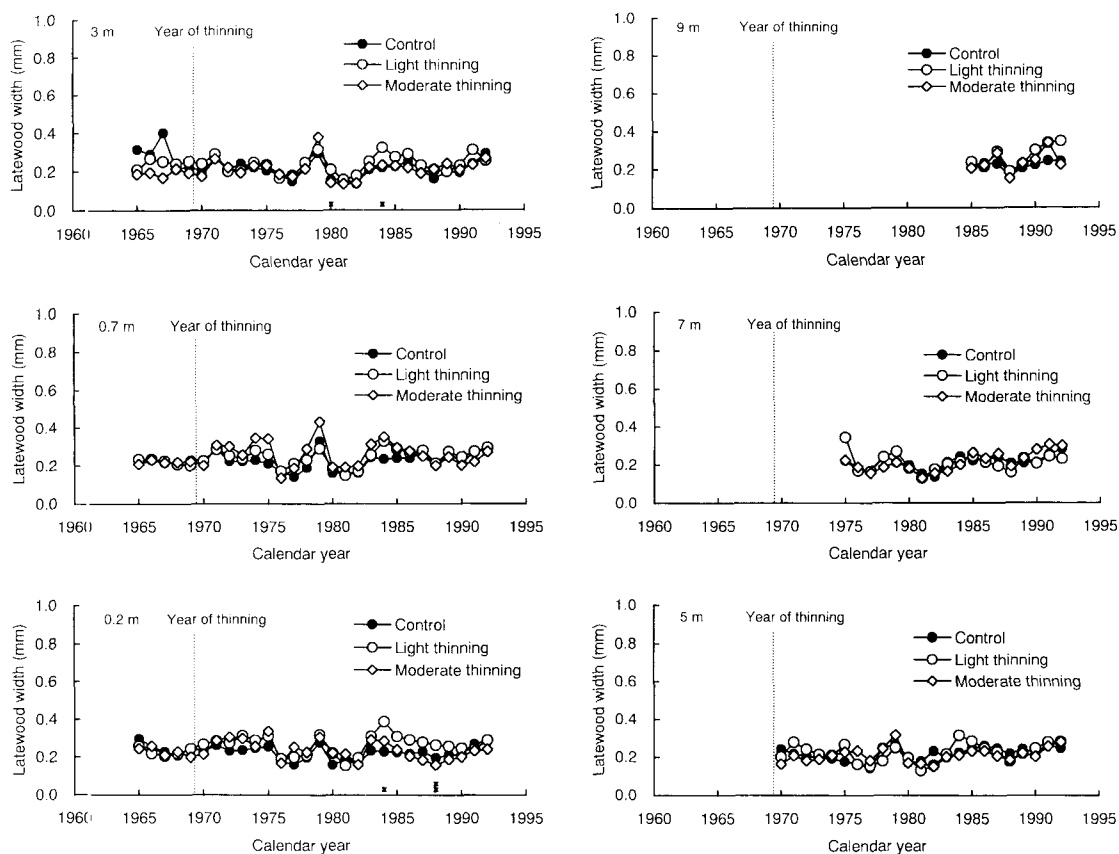 Latewood width (mm)
1.0
0.8
0.6
0.4
0.2
0.0
3 m
Year of thinning
Control
Light thinning
Moderate thinning
1960 1965 1970 1975 1980 1985 1990 1995
Calendar year
Latewood width (mm)
1.0
0.8
0.6
0.4
0.2
0.0
9 m
Year of thinning
Control
Light thinning
Moderate thinning
1960 1965 1970 1975 1980 1985 1990 1995
Calendar year
Latewood width (mm)
1.0
0.8
0.6
0.4
0.2
0.0
0.7 m
Year of thinning
Control
Light thinning
Moderate thinning
1960 1965 1970 1975 1980 1985 1990 1995
Calendar year
Latewood width (mm)
1.0
0.8
0.6
0.4
0.2
0.0
7 m
Yea of thinning
Control
Light thinning
Moderate thinning
1960 1965 1970 1975 1980 1985 1990 1995
Calendar year
Latewood width (mm)
1.0
0.8
0.6
0.4
0.2
0.0
0.2 m
Year of thinning
Control
Light thinning
Moderate thinning
1960 1965 1970 1975 1980 1985 1990 1995
Calendar year
Latewood width (mm)
1.0
0.8
0.6
0.4
0.2
0.0
5 m
Year of thinning
Control
Light thinning
Moderate thinning
1960 1965 1970 1975 1980 1985 1990 1995
Calendar year